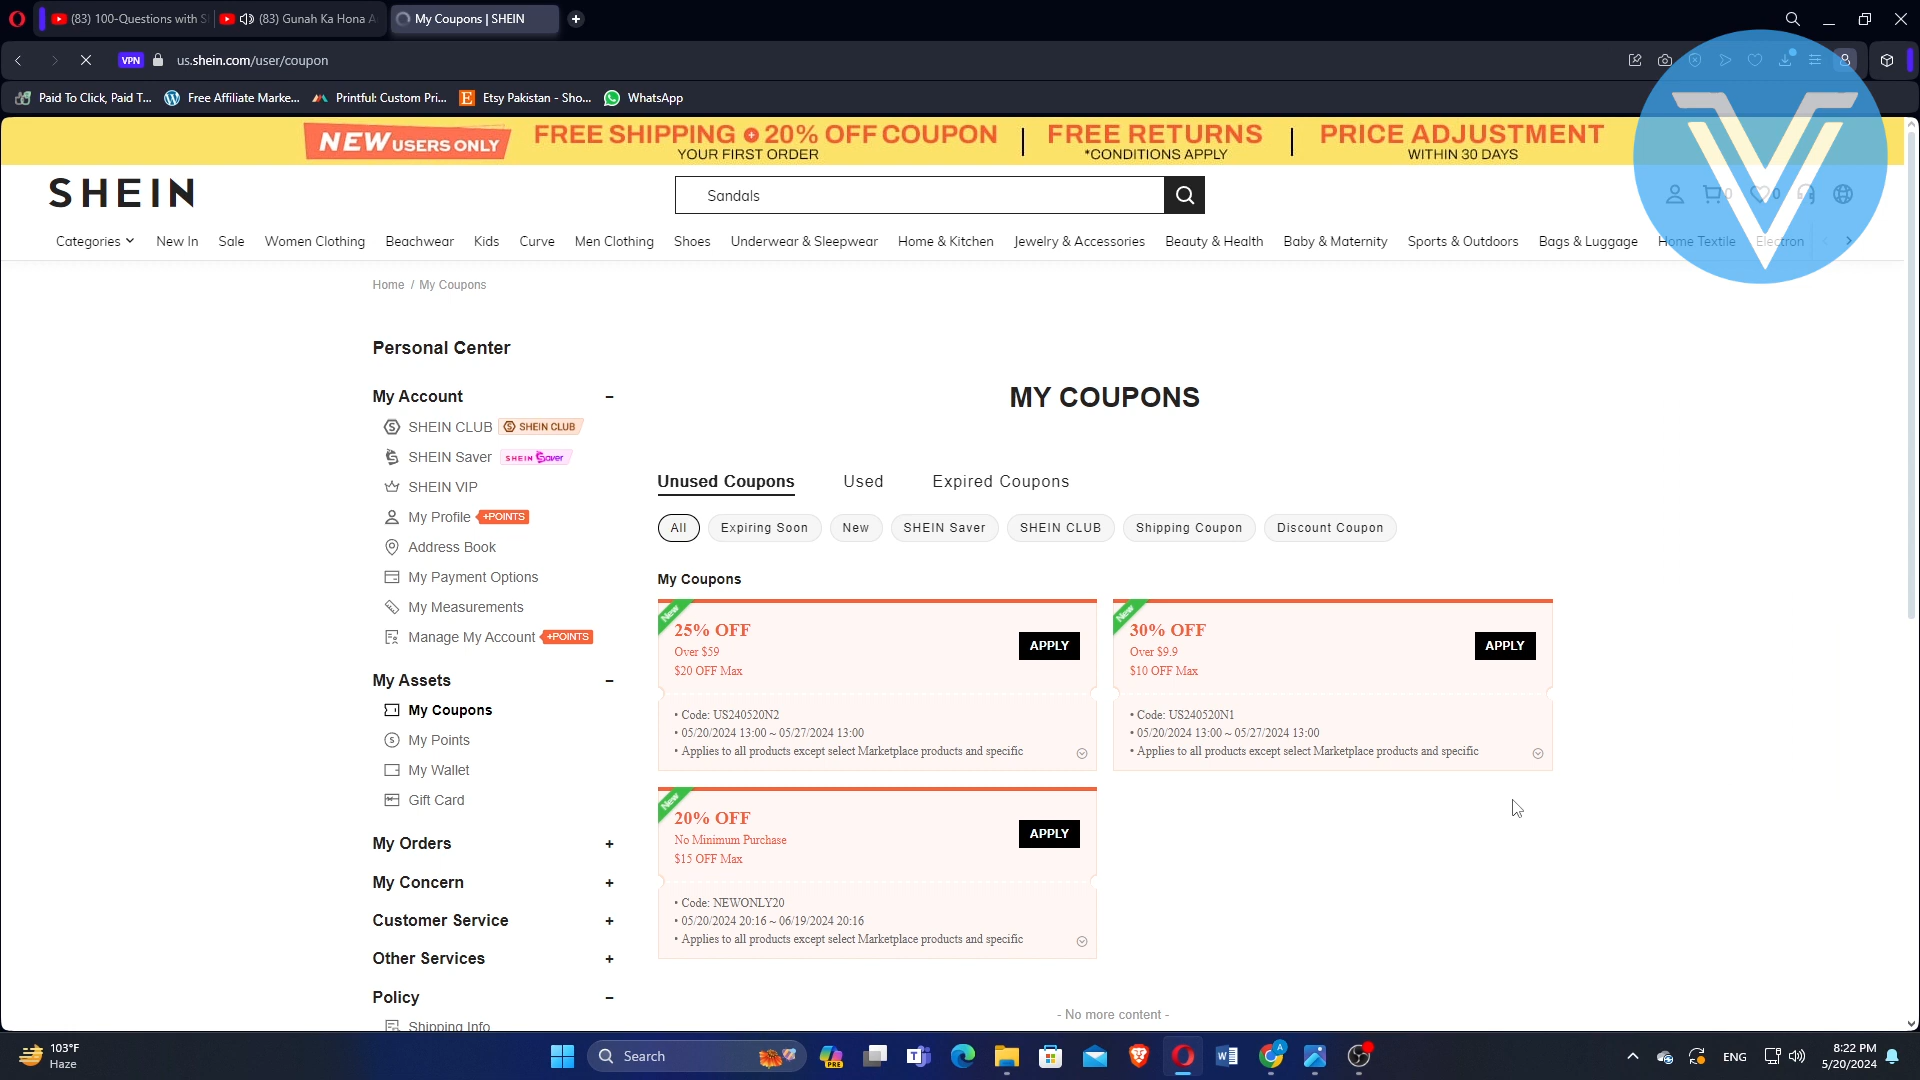 (83) 100-Questions with S
(83) Gunah Ka Hona A
My Coupons | SHEIN
VPN
us.shein.com/user/coupon
Paid To Click, Paid T...
Free Affiliate Marke...
Printful: Custom Pri...
Etsy Pakistan - Sho...
WhatsApp
NEW USERS ONLY
FREE SHIPPING + 20% OFF COUPON
YOUR FIRST ORDER
FREE RETURNS
*CONDITIONS APPLY
PRICE ADJUSTMENT
WITHIN 30 DAYS
SHEIN
Sandals
0
0
Categories
New In
Sale
Women Clothing
Beachwear
Kids
Curve
Men Clothing
Shoes
Underwear & Sleepwear
Home & Kitchen
Jewelry & Accessories
Beauty & Health
Baby & Maternity
Sports & Outdoors
Bags & Luggage
Home Textile
Electron
Home / My Coupons
Personal Center
My Account
SHEIN CLUB
SHEIN CLUB
SHEIN Saver
SHEIN Saver
SHEIN VIP
My Profile
+POINTS
Address Book
My Payment Options
My Measurements
Manage My Account
+POINTS
My Assets
My Coupons
My Points
My Wallet
Gift Card
My Orders
My Concern
Customer Service
Other Services
Policy
Shipping Info
MY COUPONS
Unused Coupons
Used
Expired Coupons
All
Expiring Soon
New
SHEIN Saver
SHEIN CLUB
Shipping Coupon
Discount Coupon
My Coupons
New
25% OFF
Over $59
$20 OFF Max
APPLY
• Code: US240520N2
• 05/20/2024 13:00 ~ 05/27/2024 13:00
• Applies to all products except select Marketplace products and specific
New
30% OFF
Over $9.9
$10 OFF Max
APPLY
• Code: US240520N1
• 05/20/2024 13:00 ~ 05/27/2024 13:00
• Applies to all products except select Marketplace products and specific
New
20% OFF
No Minimum Purchase
$15 OFF Max
APPLY
• Code: NEWONLY20
• 05/20/2024 20:16 ~ 06/19/2024 20:16
• Applies to all products except select Marketplace products and specific
- No more content -
103°F
Haze
Search
PRE
ENG
8:22 PM
5/20/2024